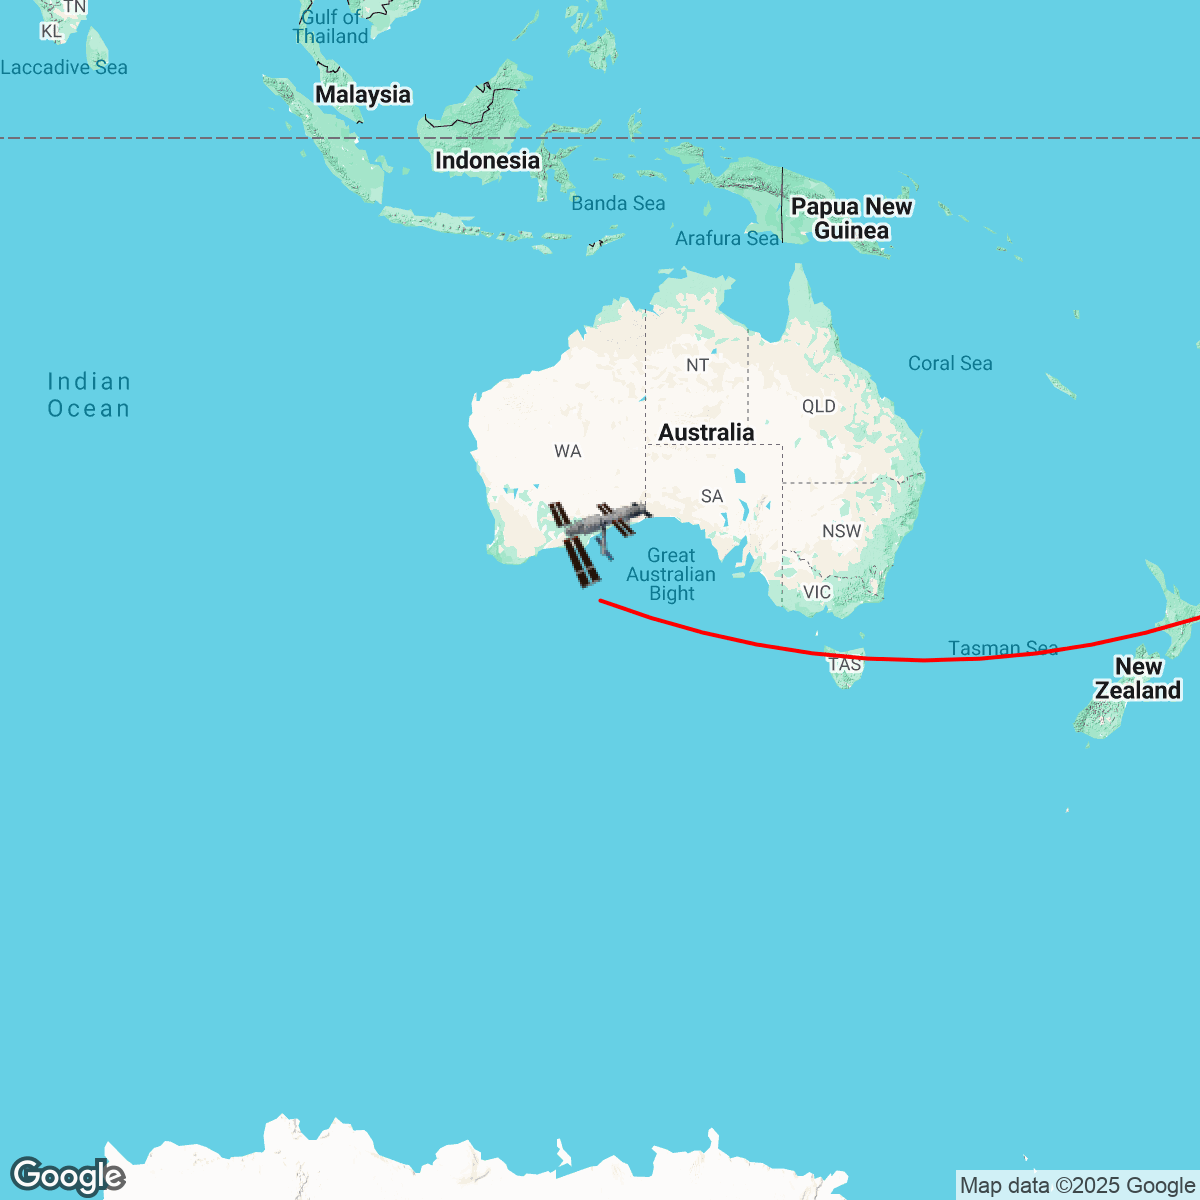 TN
KL
Gulf of
Thailand
Laccadive Sea
Malaysia
Indonesia
Banda Sea
Papua New
Guinea
Arafura Sea
Indian
Ocean
NT
Coral Sea
QLD
Australia
WA
SA
NSW
Great
Australian
Bight
VIC
Tasman Sea
TAS
New
Zealand
Google
Map data ©2025 Google